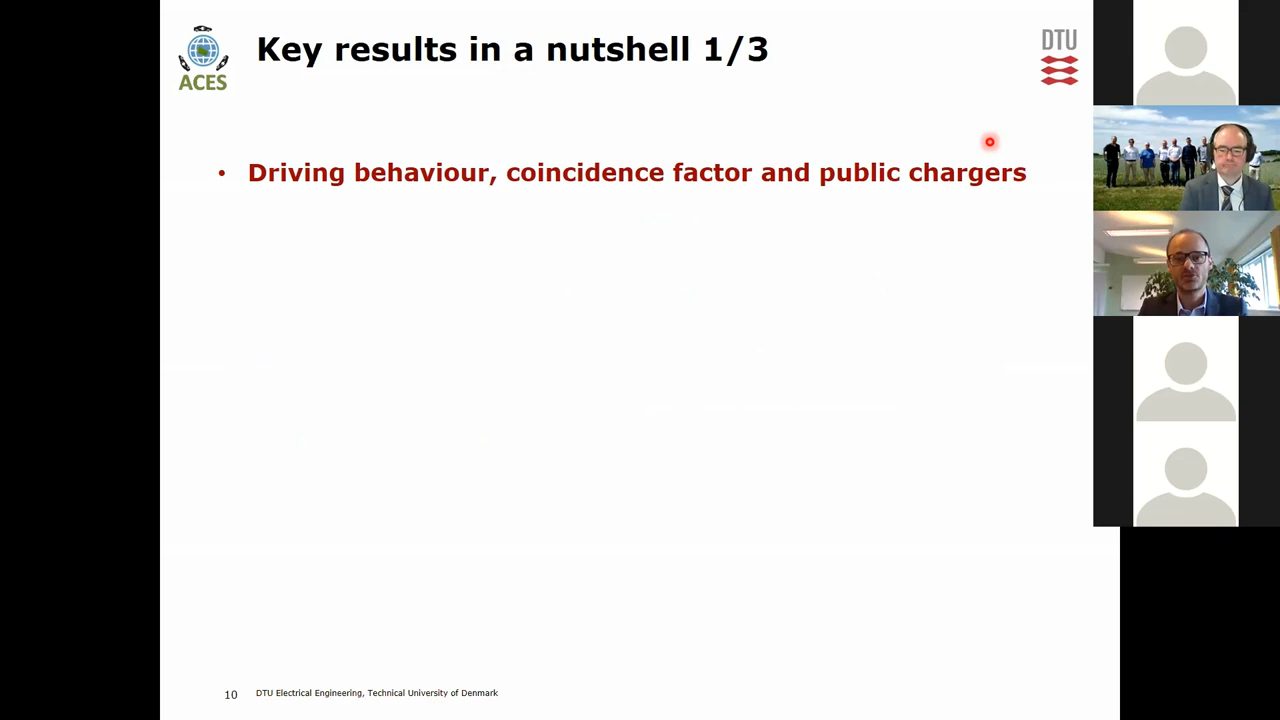 ACES
Key results in a nutshell 1/3
DTU
• Driving behaviour, coincidence factor and public chargers
10 DTU Electrical Engineering, Technical University of Denmark